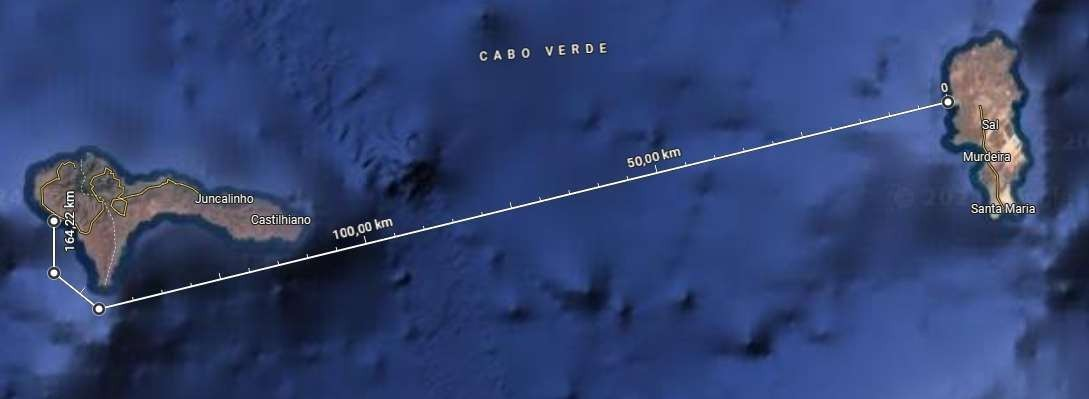 CABO VERDE
0
Sal
50,00 km
Murdeira
Juncalinho
Santa Maria
Castilhiano
100,00 km
164,22 km